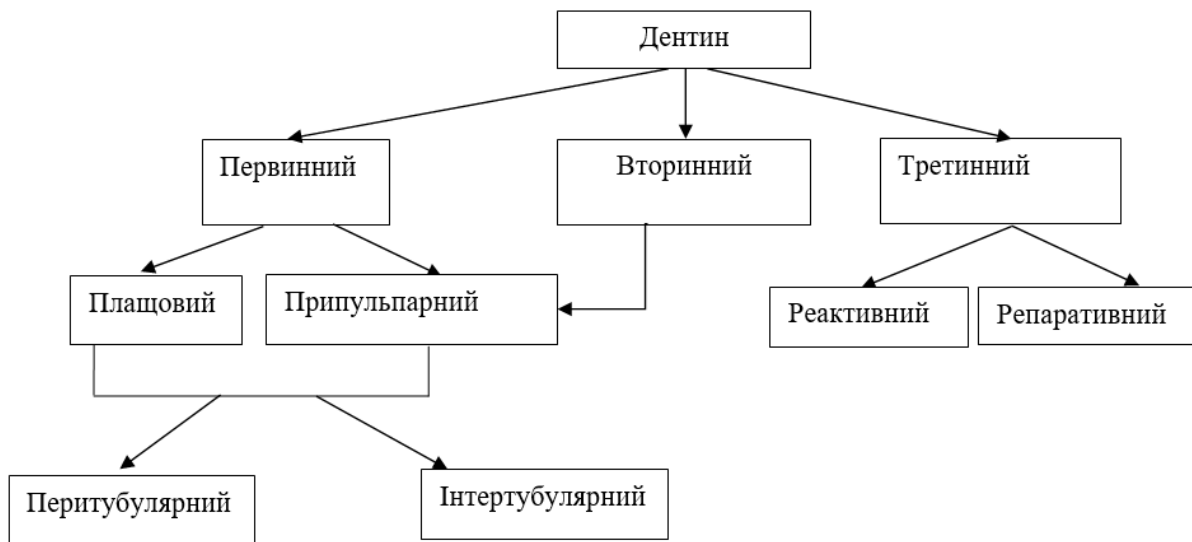 Дентин
Первинний
Вторинний
Третинний
Плащовий
Припульпарний
Реактивний
Репаративний
Перитубулярний
Інтертубулярний